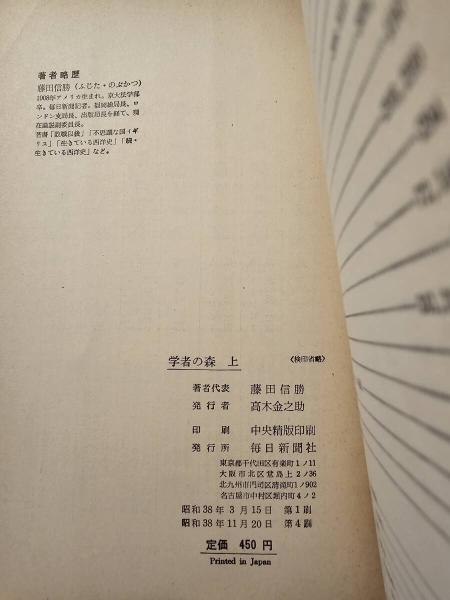 著者略歴
藤田信勝(ふじた・のぶかつ)
1908年アメリカ生まれ。京大法学部
卒。毎日新聞記者。福岡総局長、ロ
ンドン支局長、出版局長を経て、現
在論説副委員長。
著書「敗戦以後」「不思議な国イギ
リス」「生きている西洋史」「続・
生きている西洋史」など。
学者の森 上
〈検印省略〉
著者代表 藤田信勝
発行者 高木金之助
印刷 中央精版印刷
発行所 毎日新聞社
東京都千代田区有楽町1ノ11
大阪市北区堂島上2ノ36
北九州市門司区清滝町1ノ902
名古屋市中村区堀内町4ノ2
昭和38年3月15日 第1刷
昭和38年11月20日 第4刷
定価 450円
Printed in Japan